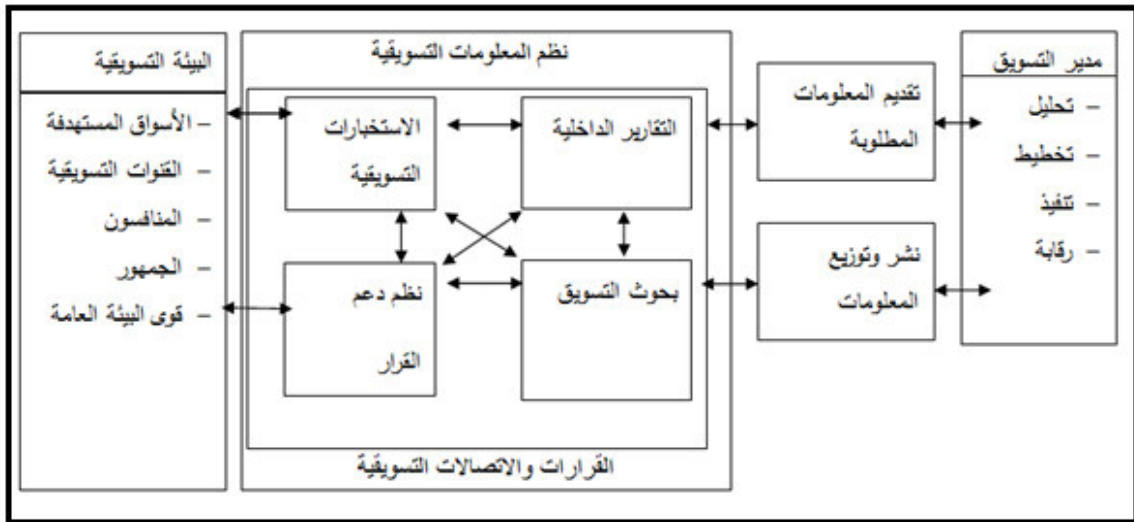 مدير التسويق
– تحليل
– تخطيط
– تنفيذ
– رقابة
تقديم المعلومات
المطلوبة
نشر وتوزيع
المعلومات
نظم المعلومات التسويقية
التقارير الداخلية
الاستخبارات
التسويقية
بحوث التسويق
نظم دعم
القرار
القرارات والاتصالات التسويقية
البيئة التسويقية
– الأسواق المستهدفة
– القنوات التسويقية
– المنافسون
– الجمهور
– قوى البيئة العامة